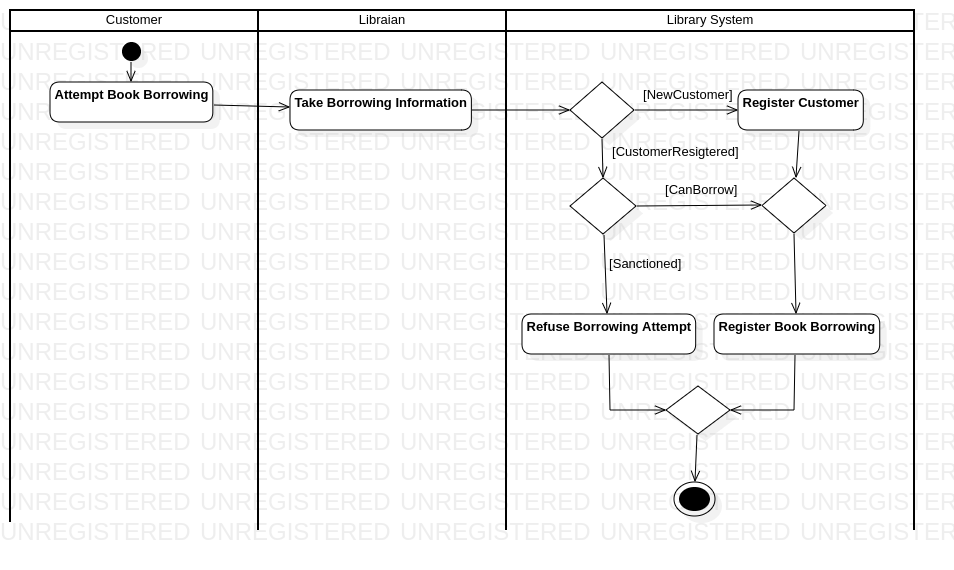 Customer
Libraian
Library System
Attempt Book Borrowing
Take Borrowing Information
[NewCustomer]
Register Customer
[CustomerResigtered]
[CanBorrow]
[Sanctioned]
Refuse Borrowing Attempt
Register Book Borrowing
UNREGISTERED UNREGISTERED UNREGISTERED UNREGISTERED UNREGISTER